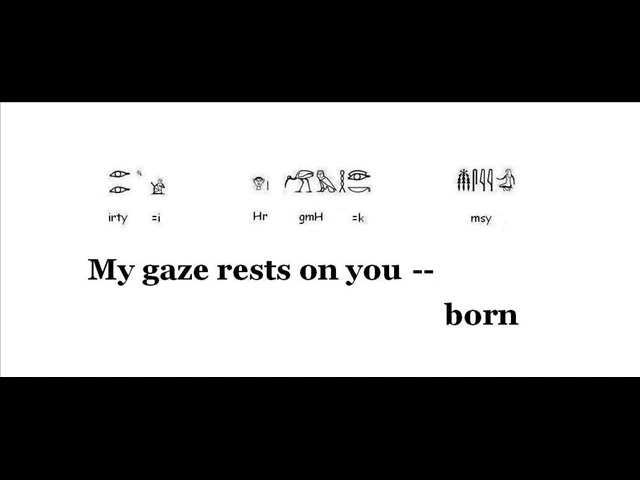 irty =i Hr gmH =k msy
My gaze rests on you --
born